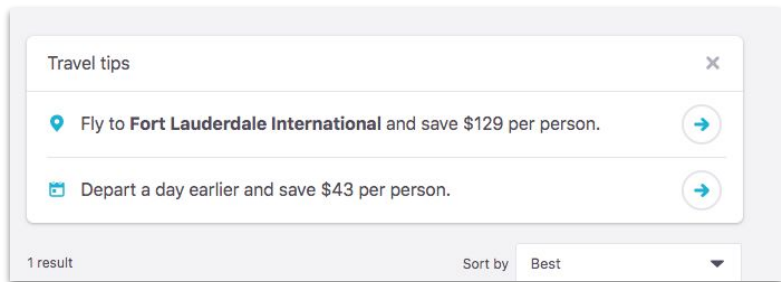 Travel tips
Fly to Fort Lauderdale International and save $129 per person.
Depart a day earlier and save $43 per person.
1 result
Sort by Best